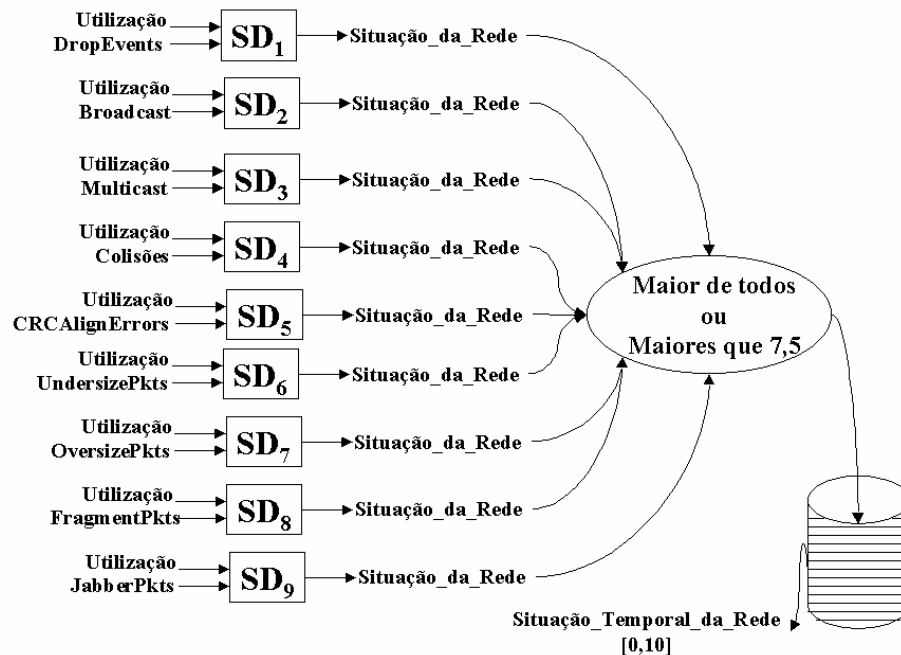 Utilização
DropEvents
SD1
Situação_da_Rede
Utilização
Broadcast
SD2
Situação_da_Rede
Utilização
Multicast
SD3
Situação_da_Rede
Utilização
Colisões
SD4
Situação_da_Rede
Utilização
CRCAlignErrors
SD5
Situação_da_Rede
Utilização
UndersizePkts
SD6
Situação_da_Rede
Utilização
OversizePkts
SD7
Situação_da_Rede
Utilização
FragmentPkts
SD8
Situação_da_Rede
Utilização
JabberPkts
SD9
Situação_da_Rede
Maior de todos
ou
Maiores que 7,5
Situação_Temporal_da_Rede
[0,10]